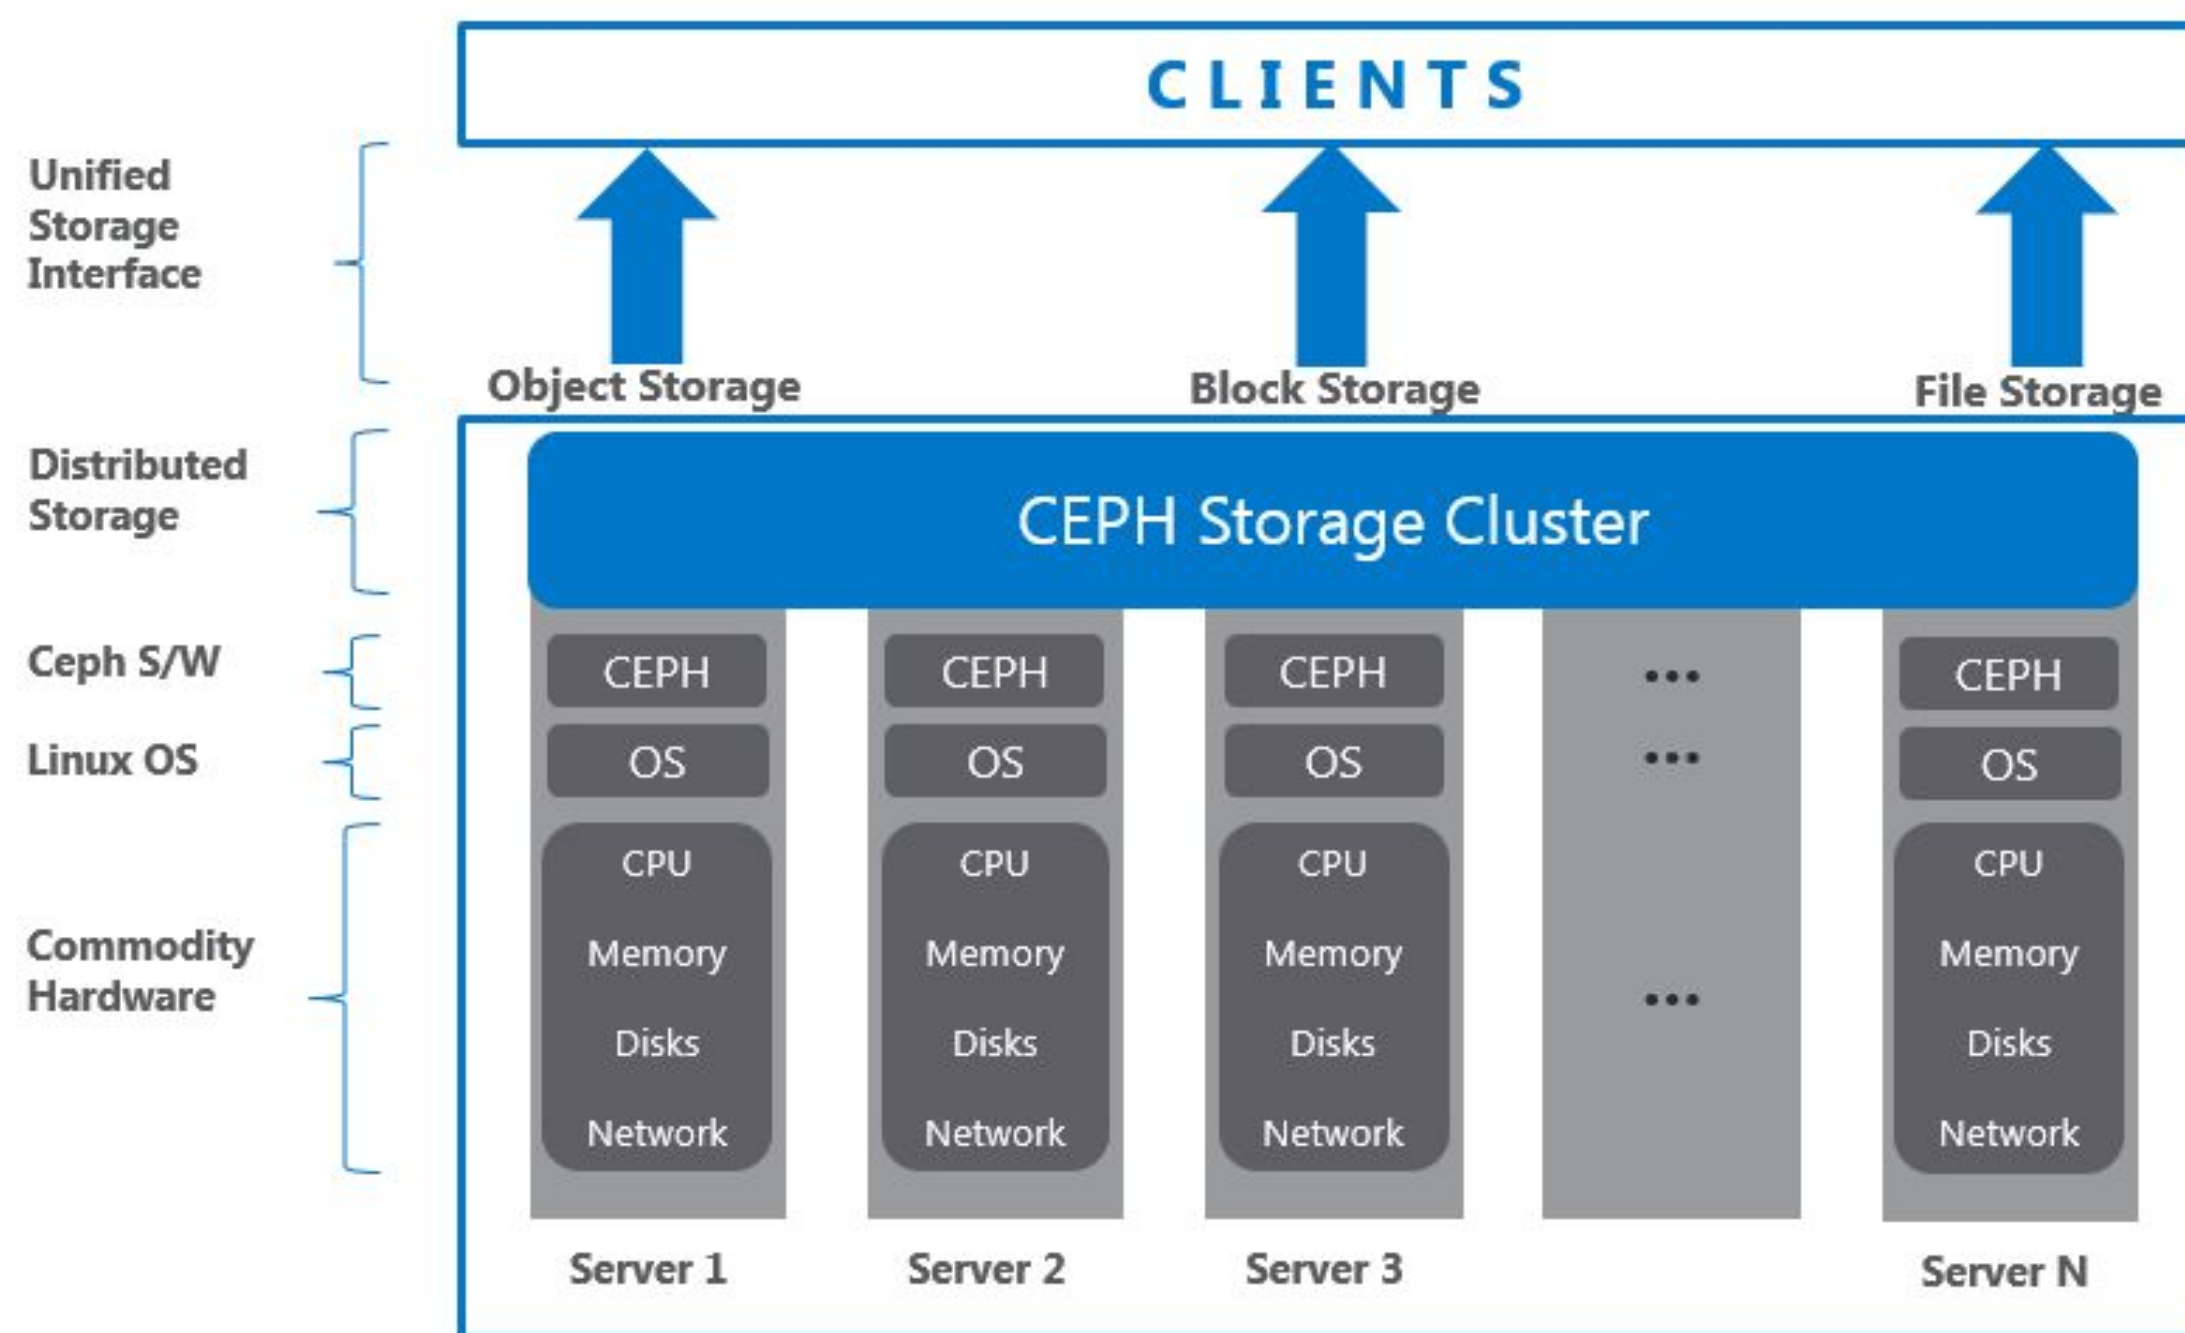 CLIENTS
Unified
Storage
Interface
Object Storage
Block Storage
File Storage
Distributed
Storage
CEPH Storage Cluster
Ceph S/W
CEPH
CEPH
CEPH
...
CEPH
Linux OS
OS
OS
OS
...
OS
Commodity
Hardware
CPU
Memory
Disks
Network
CPU
Memory
Disks
Network
CPU
Memory
Disks
Network
...
CPU
Memory
Disks
Network
Server 1
Server 2
Server 3
Server N